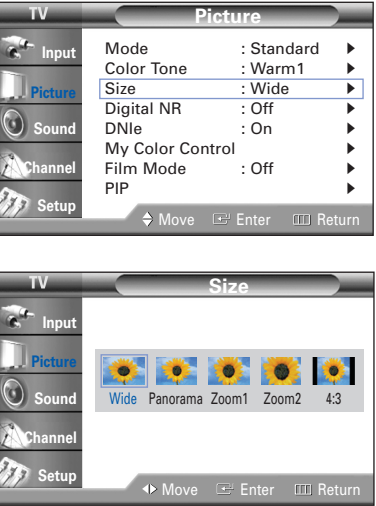 TV
Picture
Input
Picture
Sound
Channel
Setup
Mode : Standard
Color Tone : Warm1
Size : Wide
Digital NR : Off
DNIe : On
My Color Control
Film Mode : Off
PIP
Move Enter Return
TV
Size
Input
Picture
Sound
Channel
Setup
Wide Panorama Zoom1 Zoom2 4:3
Move Enter Return